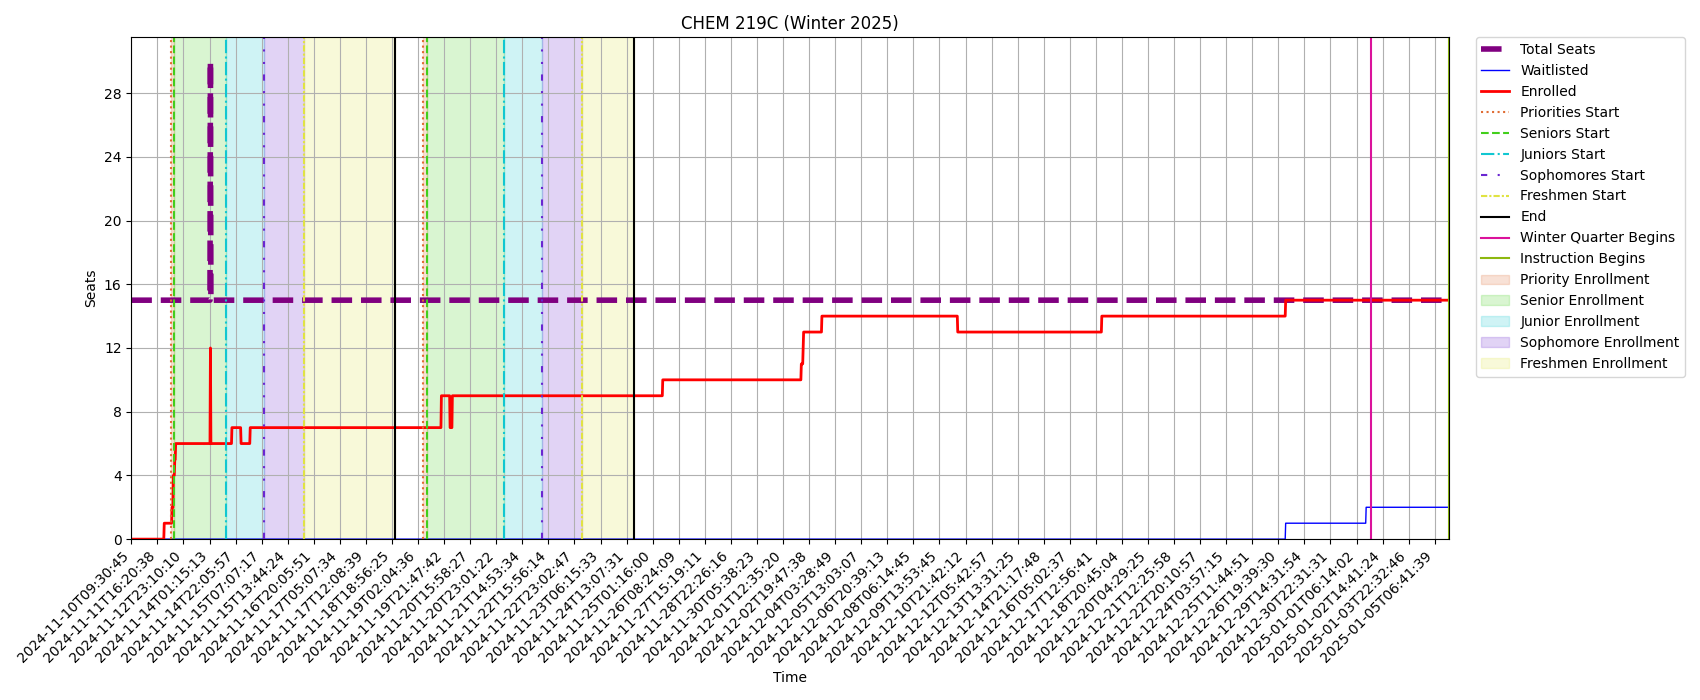 CHEM 219C (Winter 2025)
Seats
28
24
20
16
12
8
4
0
2024-11-10T09:30:45
2024-11-11T16:20:38
2024-11-12T23:10:10
2024-11-14T01:15:13
2024-11-14T22:05:57
2024-11-15T07:07:17
2024-11-15T13:44:24
2024-11-16T20:05:51
2024-11-17T05:07:34
2024-11-17T12:08:39
2024-11-18T18:56:25
2024-11-19T02:04:36
2024-11-19T21:47:42
2024-11-20T15:58:27
2024-11-20T23:01:22
2024-11-21T14:53:34
2024-11-22T15:56:14
2024-11-22T23:02:47
2024-11-23T06:15:33
2024-11-24T13:07:31
2024-11-25T01:16:00
2024-11-26T08:24:09
2024-11-27T15:19:11
2024-11-28T22:26:16
2024-11-30T05:38:23
2024-12-01T12:35:20
2024-12-02T19:47:38
2024-12-04T03:28:49
2024-12-05T13:03:07
2024-12-06T20:39:13
2024-12-08T06:14:45
2024-12-09T13:53:45
2024-12-10T21:42:12
2024-12-12T05:42:57
2024-12-13T13:31:25
2024-12-14T21:17:48
2024-12-16T05:02:37
2024-12-17T12:56:41
2024-12-18T20:45:04
2024-12-20T04:29:25
2024-12-21T12:25:58
2024-12-22T20:10:57
2024-12-24T03:57:15
2024-12-25T11:44:51
2024-12-26T19:39:30
2024-12-29T14:31:54
2024-12-30T22:31:31
2025-01-01T06:14:02
2025-01-02T14:41:24
2025-01-03T22:32:46
2025-01-05T06:41:39
Time
Total Seats
Waitlisted
Enrolled
Priorities Start
Seniors Start
Juniors Start
Sophomores Start
Freshmen Start
End
Winter Quarter Begins
Instruction Begins
Priority Enrollment
Senior Enrollment
Junior Enrollment
Sophomore Enrollment
Freshmen Enrollment